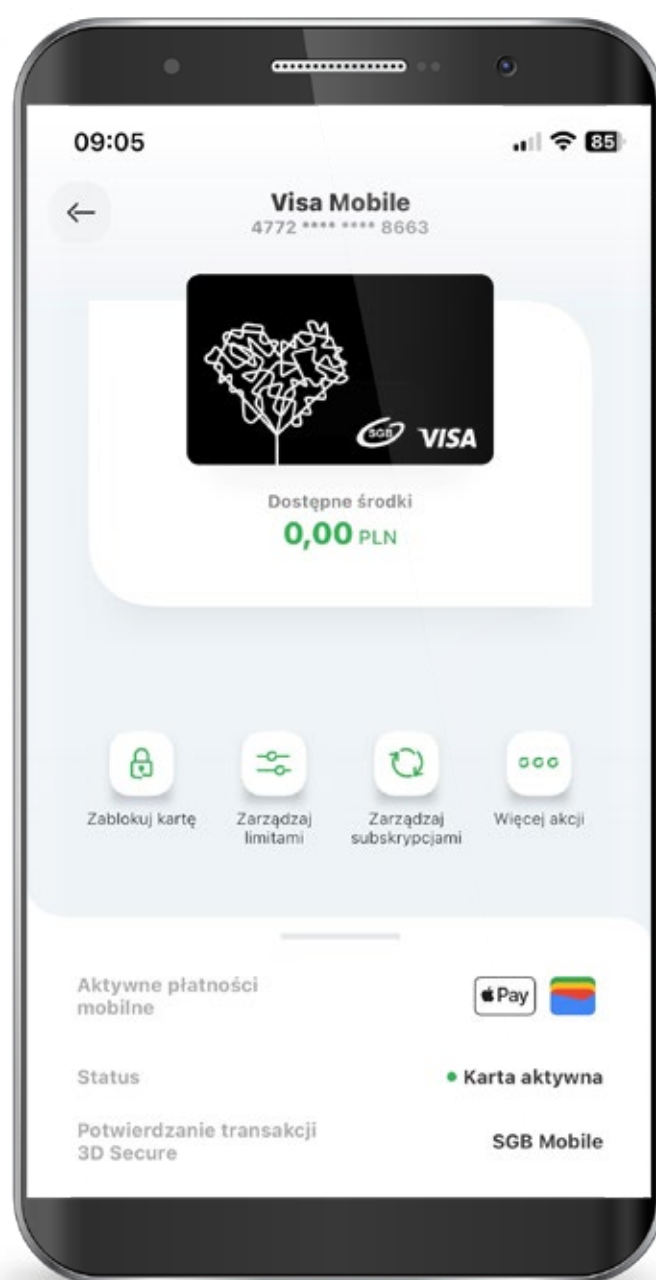 09:05
85
Visa Mobile
4772 **** **** 8663
SGB VISA
Dostępne środki
0,00 PLN
Zablokuj kartę
Zarządzaj
limitami
Zarządzaj
subskrypcjami
Więcej akcji
Aktywne płatności
mobilne
Pay
Status
Karta aktywna
Potwierdzanie transakcji
3D Secure
SGB Mobile